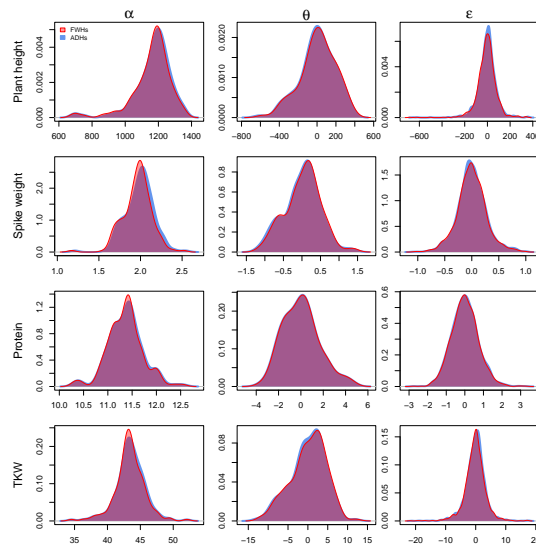 α θ ε
FWHs
ADHs
Plant height
0.000 0.002 0.004
600 800 1000 1200 1400
0.0000 0.0010 0.0020
−800 −400 0 200 600
0.000 0.004
−600 −200 0 200 400
Spike weight
0.0 1.0 2.0
1.0 1.5 2.0 2.5
0.0 0.2 0.4 0.6 0.8
−1.5 −0.5 0.5 1.5
0.0 0.5 1.0 1.5
−1.0 −0.5 0.0 0.5 1.0
Protein
0.0 0.4 0.8 1.2
10.0 10.5 11.0 11.5 12.0 12.5
0.00 0.10 0.20
−4 −2 0 2 4 6
0.0 0.2 0.4 0.6
−3 −2 −1 0 1 2 3
TKW
0.00 0.10 0.20
35 40 45 50
0.00 0.04 0.08
−15 −5 0 5 10 15
0.00 0.05 0.10 0.15
−20 −10 0 10 20